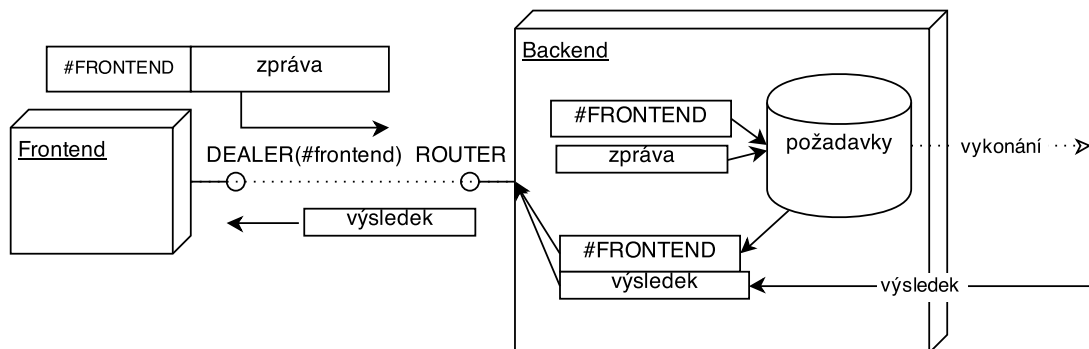 #FRONTEND
zpráva
Frontend
DEALER(#frontend)
ROUTER
výsledek
Backend
#FRONTEND
zpráva
požadavky
vykonání
#FRONTEND
výsledek
výsledek